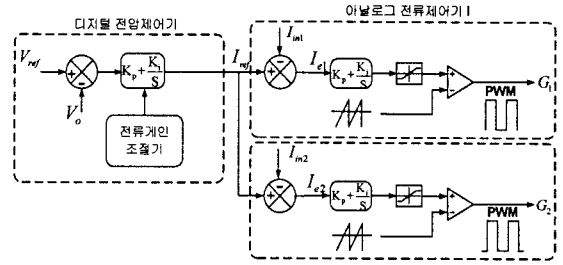 디지털 전압제어기
아날로그 전류제어기 I
V_ref
V_o
K_p + K_i/S
전류게인
조절기
I_ref
I_in1
I_e1
K_p + K_i/S
PWM
G_1
I_in2
I_e2
K_p + K_i/S
PWM
G_2